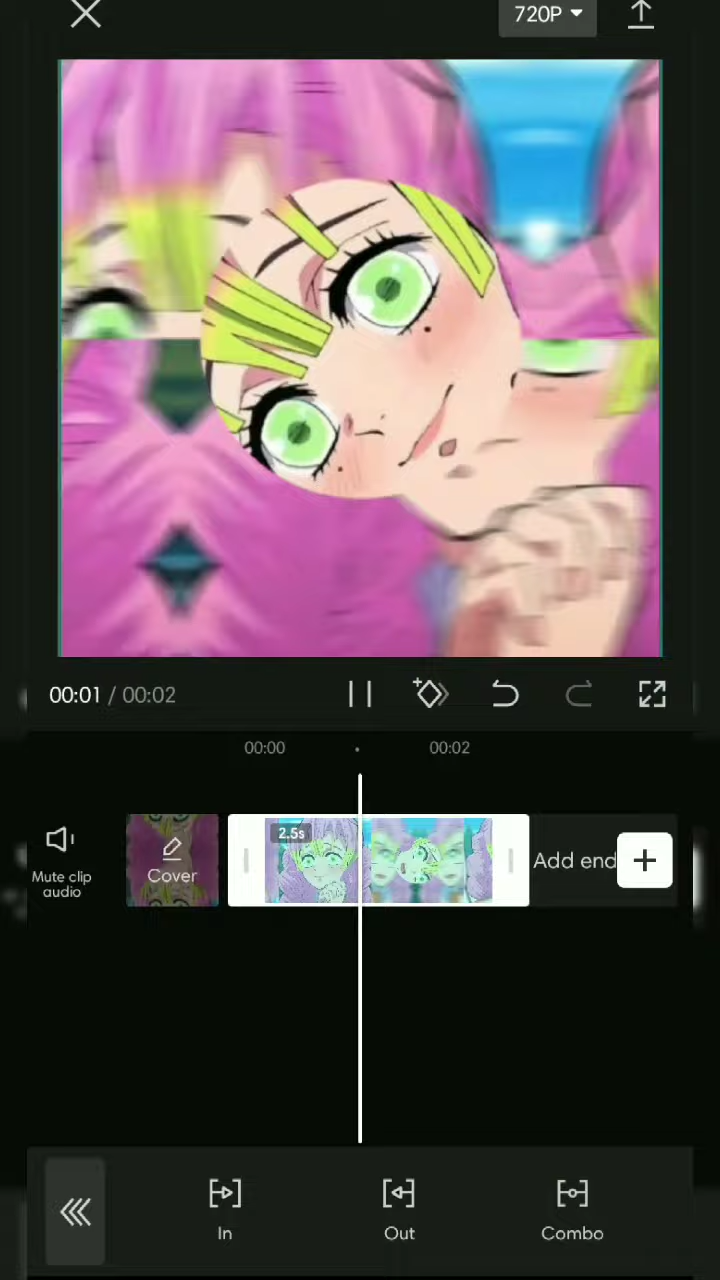 720P
00:01 / 00:02
00:00
00:02
2.5s
Mute clip
audio
Cover
Add end
In
Out
Combo